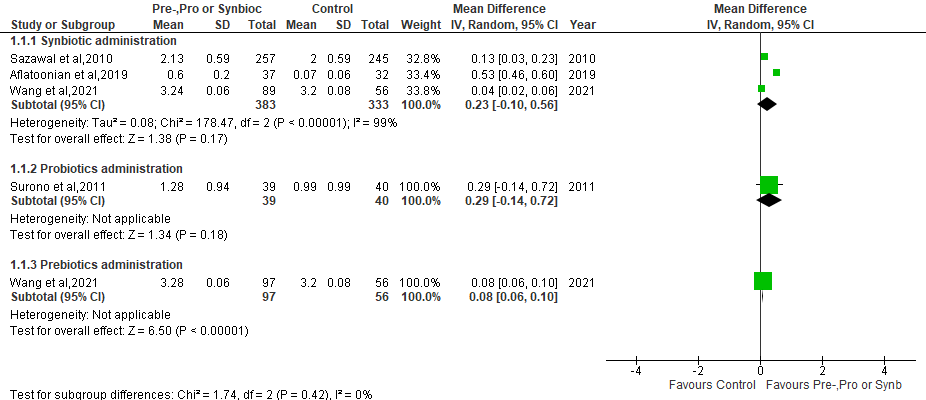 Pre-,Pro or Synbioc Control Mean Difference Mean Difference
Study or Subgroup Mean SD Total Mean SD Total Weight IV, Random, 95% CI Year IV, Random, 95% CI
1.1.1 Synbiotic administration
Sazawal et al,2010 2.13 0.59 257 2 0.59 245 32.8% 0.13 [0.03, 0.23] 2010
Aflatoonian et al,2019 0.6 0.2 37 0.07 0.06 32 33.4% 0.53 [0.46, 0.60] 2019
Wang et al,2021 3.24 0.06 89 3.2 0.08 56 33.8% 0.04 [0.02, 0.06] 2021
Subtotal (95% CI) 383 333 100.0% 0.23 [-0.10, 0.56]
Heterogeneity: Tau² = 0.08; Chi² = 178.47, df = 2 (P < 0.00001); I² = 99%
Test for overall effect: Z = 1.38 (P = 0.17)
1.1.2 Probiotics administration
Surono et al,2011 1.28 0.94 39 0.99 0.99 40 100.0% 0.29 [-0.14, 0.72] 2011
Subtotal (95% CI) 39 40 100.0% 0.29 [-0.14, 0.72]
Heterogeneity: Not applicable
Test for overall effect: Z = 1.34 (P = 0.18)
1.1.3 Prebiotics administration
Wang et al,2021 3.28 0.06 97 3.2 0.08 56 100.0% 0.08 [0.06, 0.10] 2021
Subtotal (95% CI) 97 56 100.0% 0.08 [0.06, 0.10]
Heterogeneity: Not applicable
Test for overall effect: Z = 6.50 (P < 0.00001)
-4 -2 0 2 4
Favours Control Favours Pre-,Pro or Synb
Test for subgroup differences: Chi² = 1.74, df = 2 (P = 0.42), I² = 0%